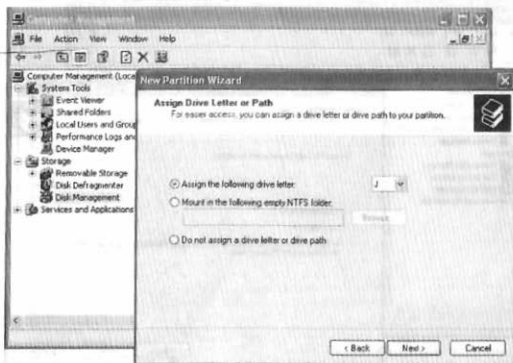 Computer Management
File Action View Window Help
Computer Management (Loca
System Tools
Event Viewer
Shared Folders
Local Users and Group
Performance Logs and
Device Manager
Storage
Removable Storage
Disk Defragmenter
Disk Management
Services and Applications
New Partition Wizard
Assign Drive Letter or Path
For easier access, you can assign a drive letter or drive path to your partition.
Assign the following drive letter: J
Mount in the following empty NTFS folder:
Browse
Do not assign a drive letter or drive path
< Back Next > Cancel